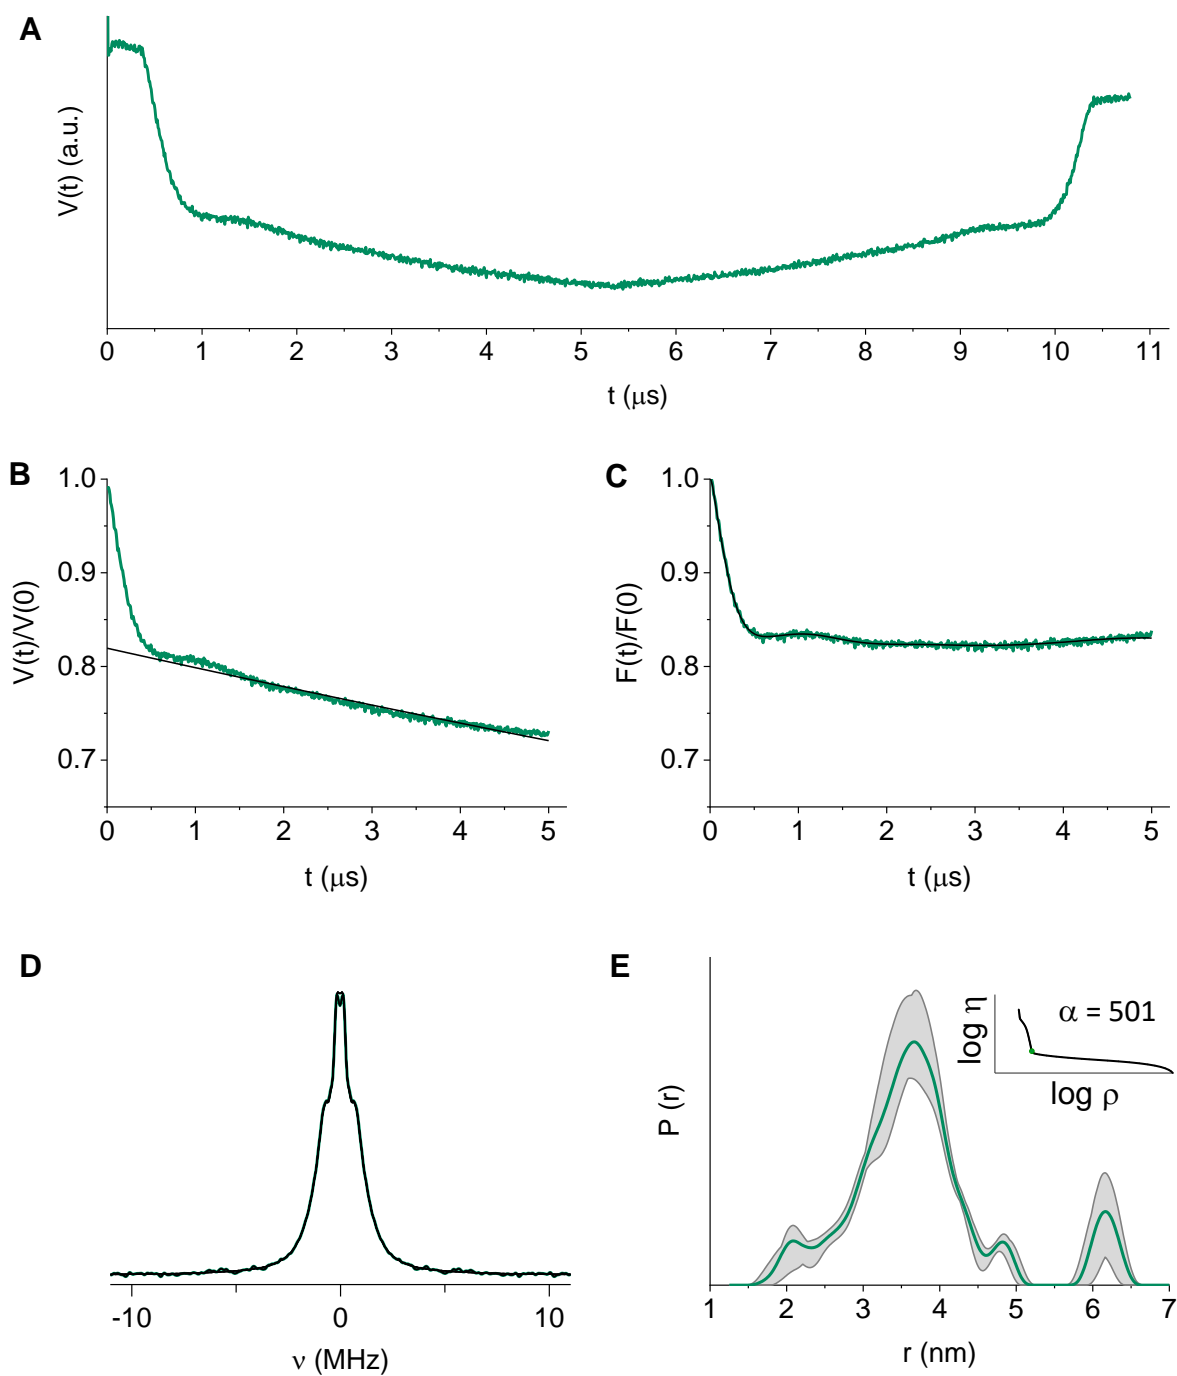 A
V(t) (a.u.)
0 1 2 3 4 5 6 7 8 9 10 11
t (μs)
B
V(t)/V(0)
1.0
0.9
0.8
0.7
0 1 2 3 4 5
t (μs)
C
F(t)/F(0)
1.0
0.9
0.8
0.7
0 1 2 3 4 5
t (μs)
D
-10 0 10
ν (MHz)
E
P (r)
log η
α = 501
log ρ
1 2 3 4 5 6 7
r (nm)